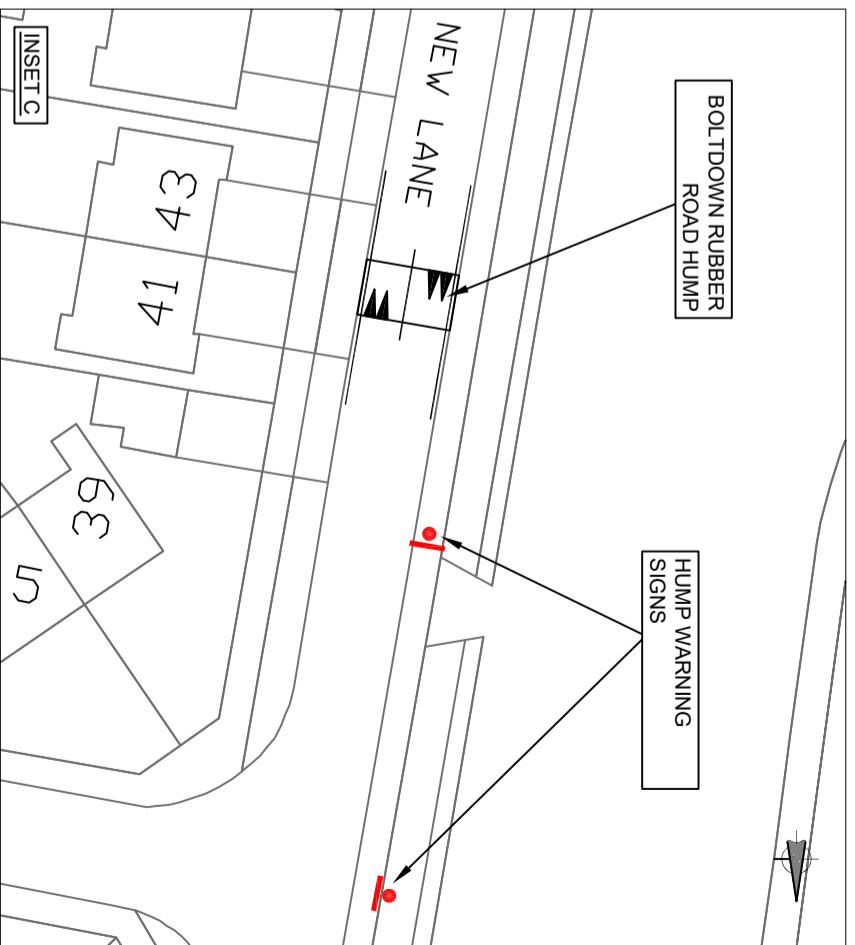 BOLTDOWN RUBBER
ROAD HUMP
HUMP WARNING
SIGNS
NEW LANE
43
41
39
5
INSET C